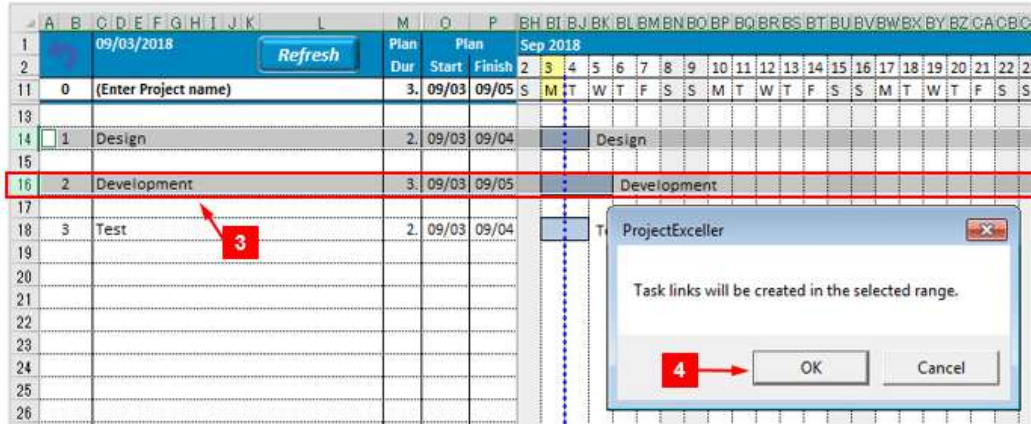 A B C D E F G H I J K L M O P BH BI BJ BK BL BM BN BO BP BQ BR BS BT BU BV BW BX BY BZ CA CB C
1 09/03/2018 Refresh Plan Plan Sep 2018
2 Dur Start Finish 2 3 4 5 6 7 8 9 10 11 12 13 14 15 16 17 18 19 20 21 22 2
11 0 (Enter Project name) 3. 09/03 09/05 S M T W T F S S M T W T F S S M T W T F S S
13
14 1 Design 2. 09/03 09/04 Design
15
16 2 Development 3. 09/03 09/05 Development
17
18 3 Test 2. 09/03 09/04
19
20
21
22
23
24
25
26
3
ProjectExceller
Task links will be created in the selected range.
4 OK Cancel